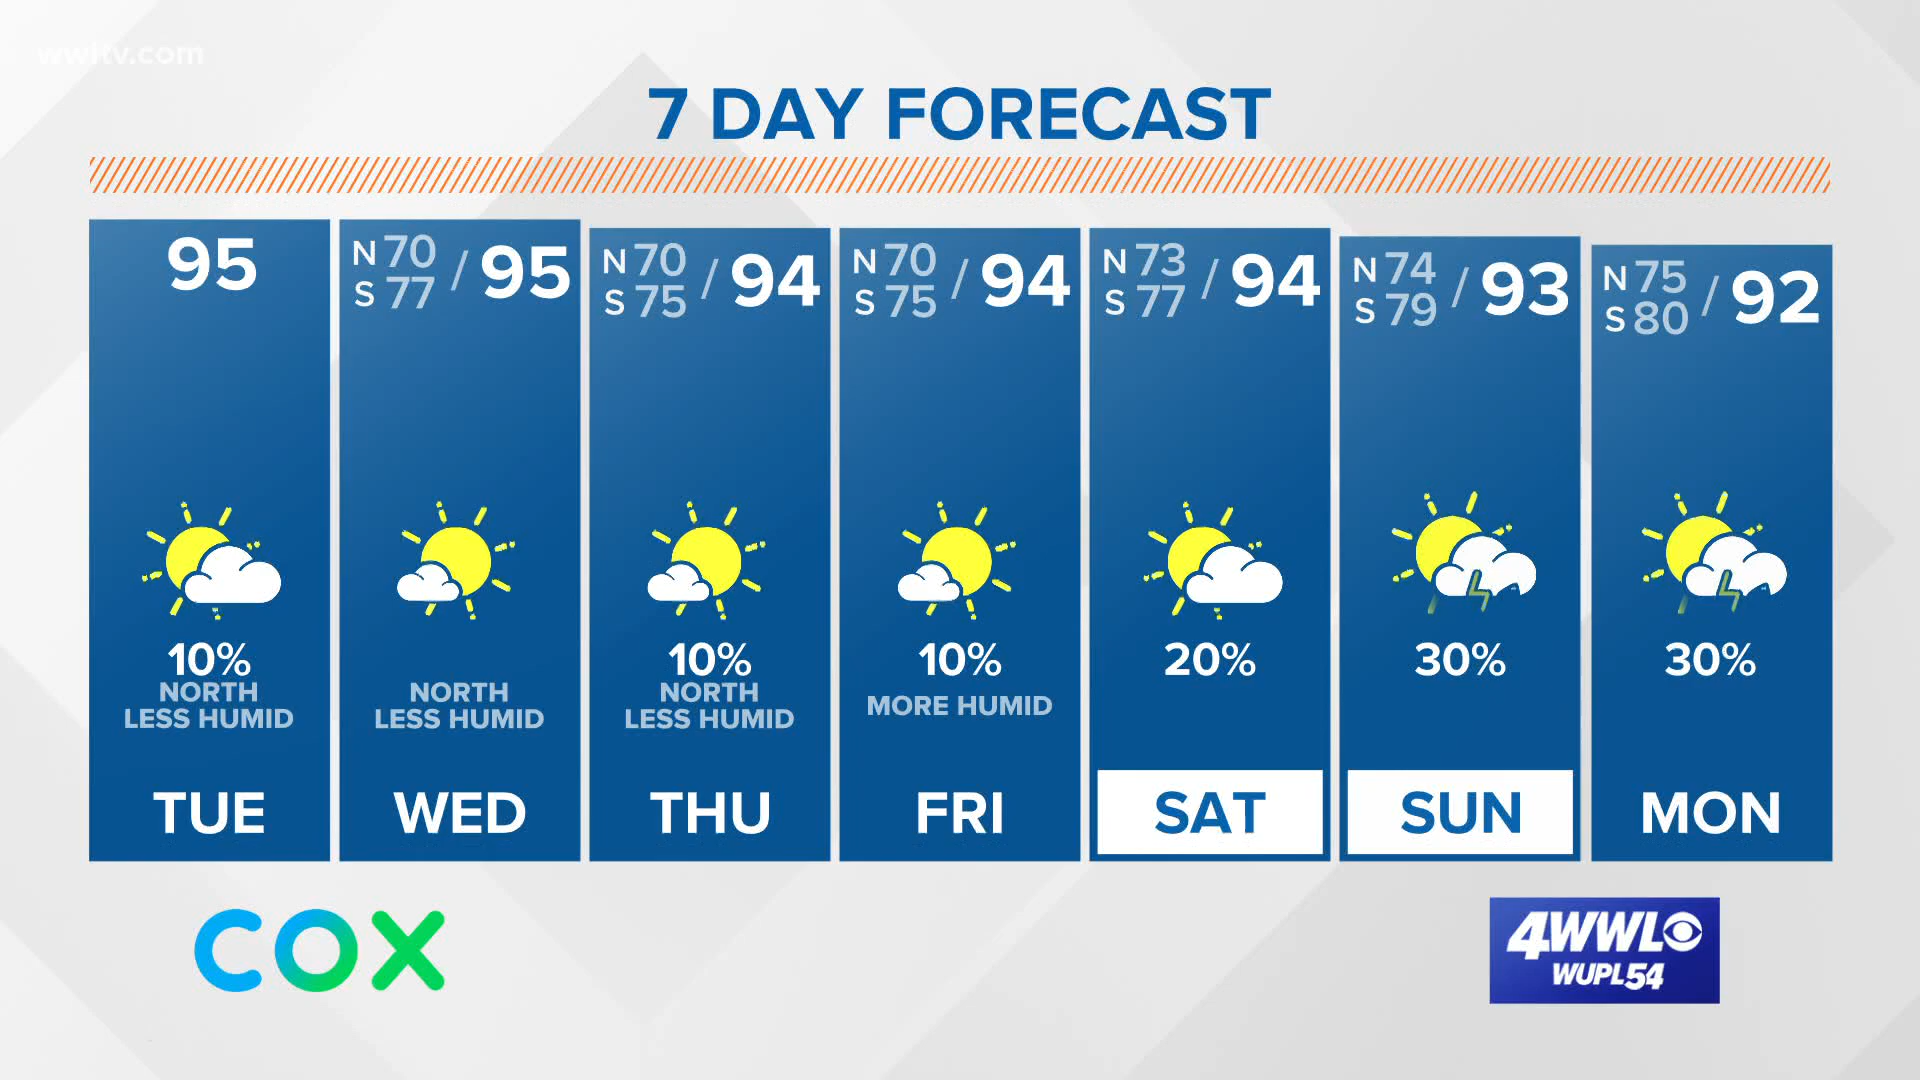 wwltv.com
7 DAY FORECAST
95
10%
NORTH
LESS HUMID
TUE
N 70 / 95
S 77
NORTH
LESS HUMID
WED
N 70 / 94
S 75
10%
NORTH
LESS HUMID
THU
N 70 / 94
S 75
10%
MORE HUMID
FRI
N 73 / 94
S 77
20%
SAT
N 74 / 93
S 79
30%
SUN
N 75 / 92
S 80
30%
MON
COX
4WWL
WUPL54